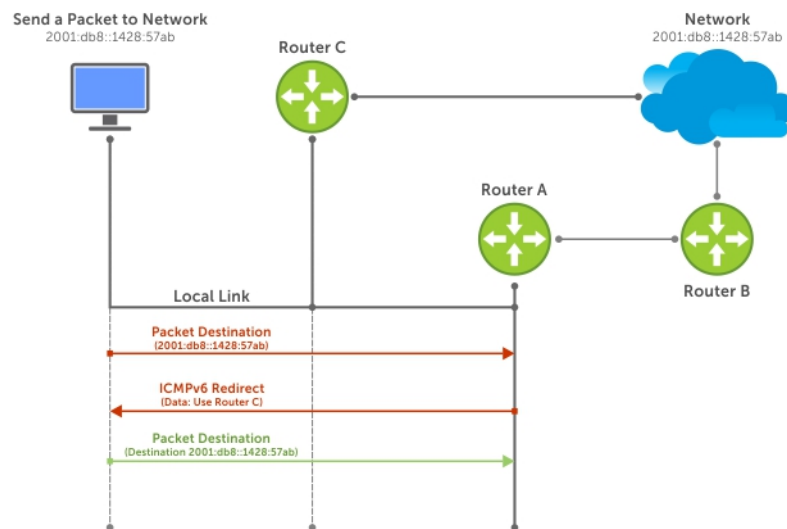 Send a Packet to Network
2001:db8::1428:57ab
Router C
Network
2001:db8::1428:57ab
Router A
Router B
Local Link
Packet Destination
(2001:db8::1428:57ab)
ICMPv6 Redirect
(Data: Use Router C)
Packet Destination
(Destination 2001:db8::1428:57ab)